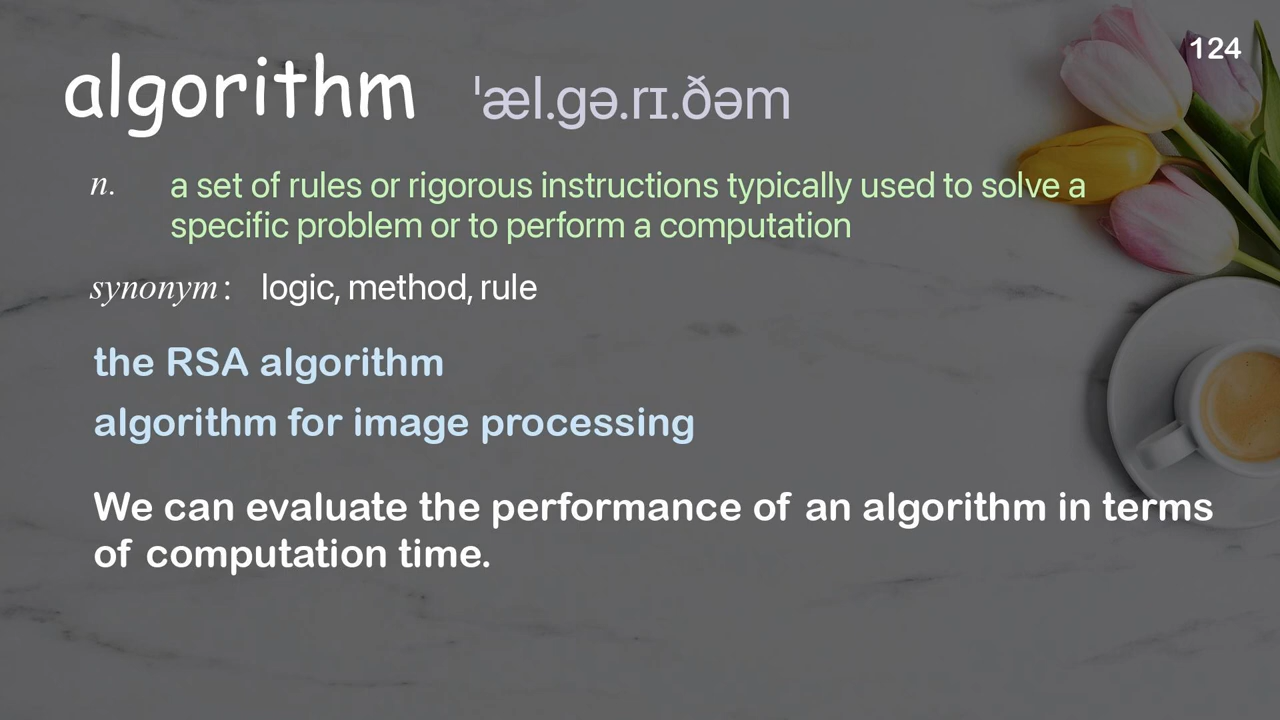 124
algorithm ˈæl.gə.rɪ.ðəm
n. a set of rules or rigorous instructions typically used to solve a
specific problem or to perform a computation
synonym : logic, method, rule
the RSA algorithm
algorithm for image processing
We can evaluate the performance of an algorithm in terms
of computation time.